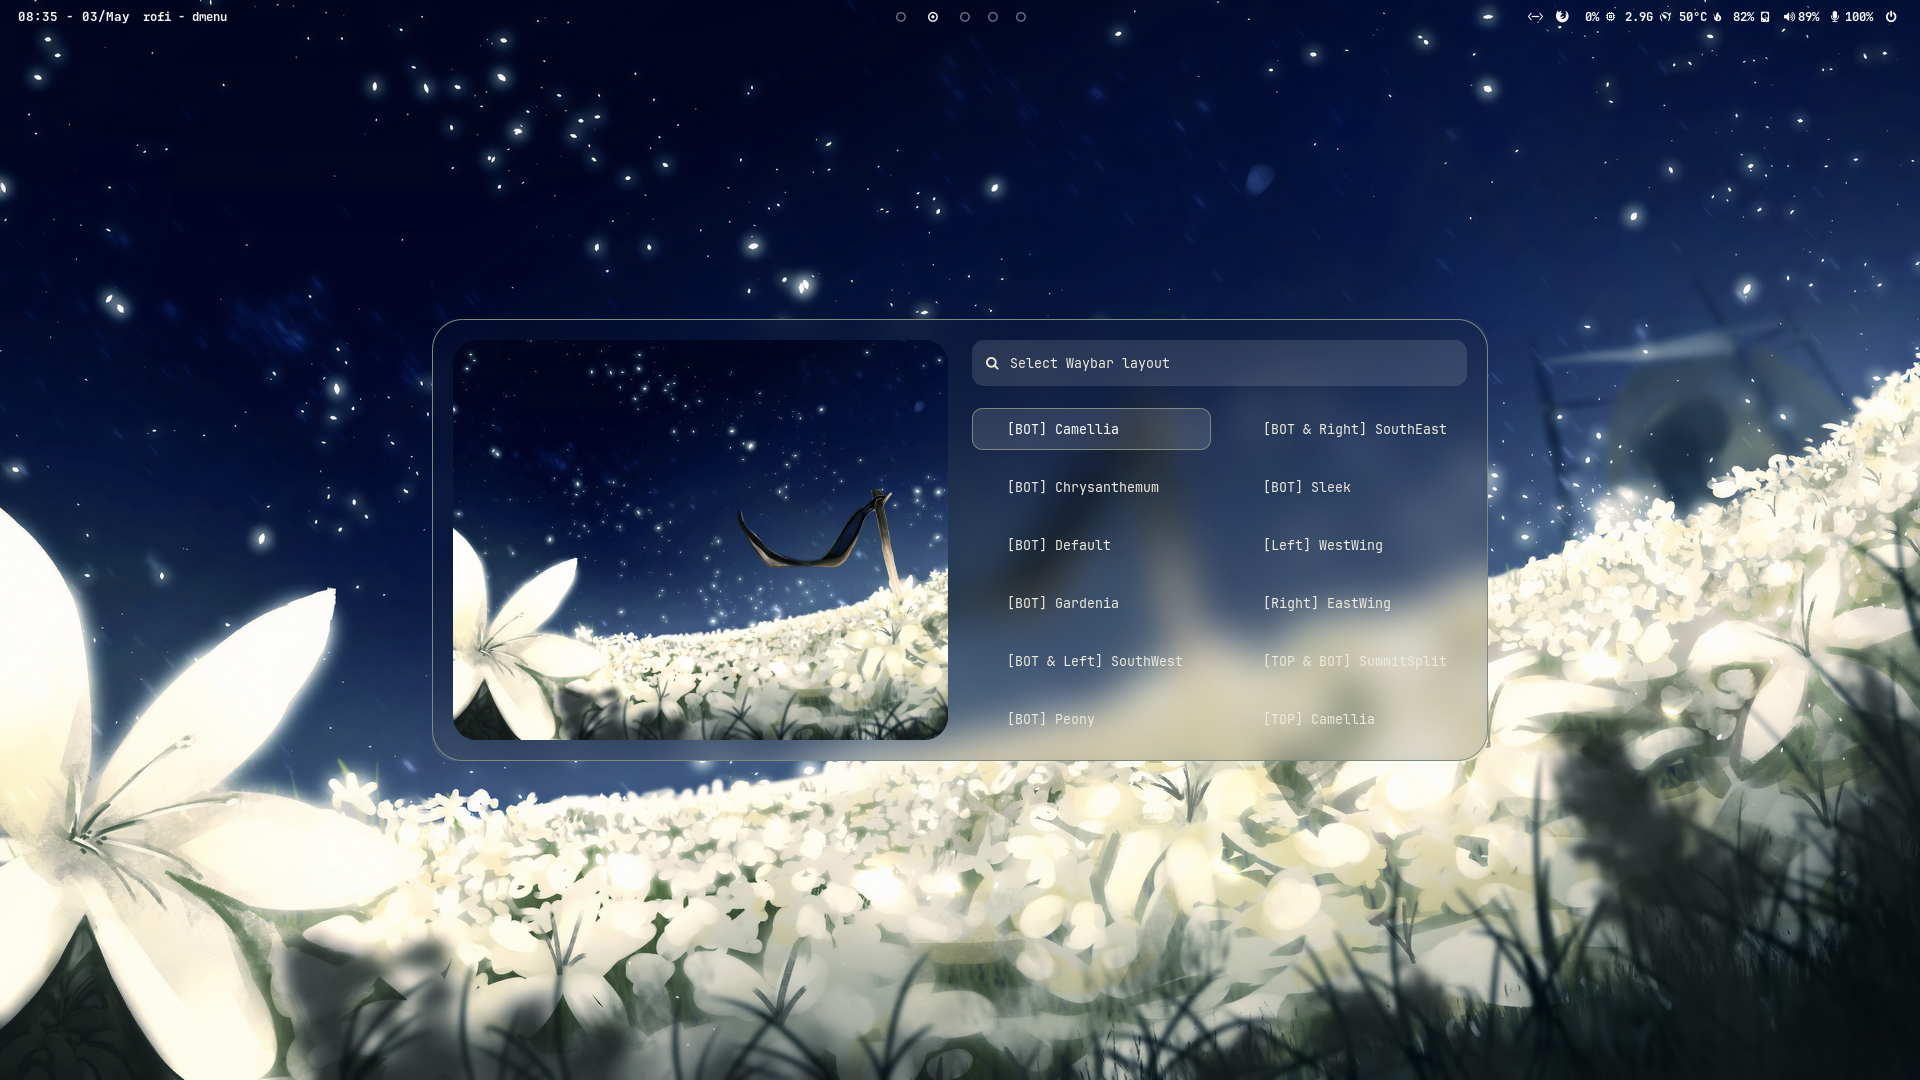 08:35 - 03/May rofi - dmenu
0% 2.9G 50°C 82% 89% 100%
Select Waybar layout
[BOT] Camellia
[BOT] Chrysanthemum
[BOT] Default
[BOT] Gardenia
[BOT & Left] SouthWest
[BOT] Peony
[BOT & Right] SouthEast
[BOT] Sleek
[Left] WestWing
[Right] EastWing
[TOP & BOT] SummitSplit
[TOP] Camellia